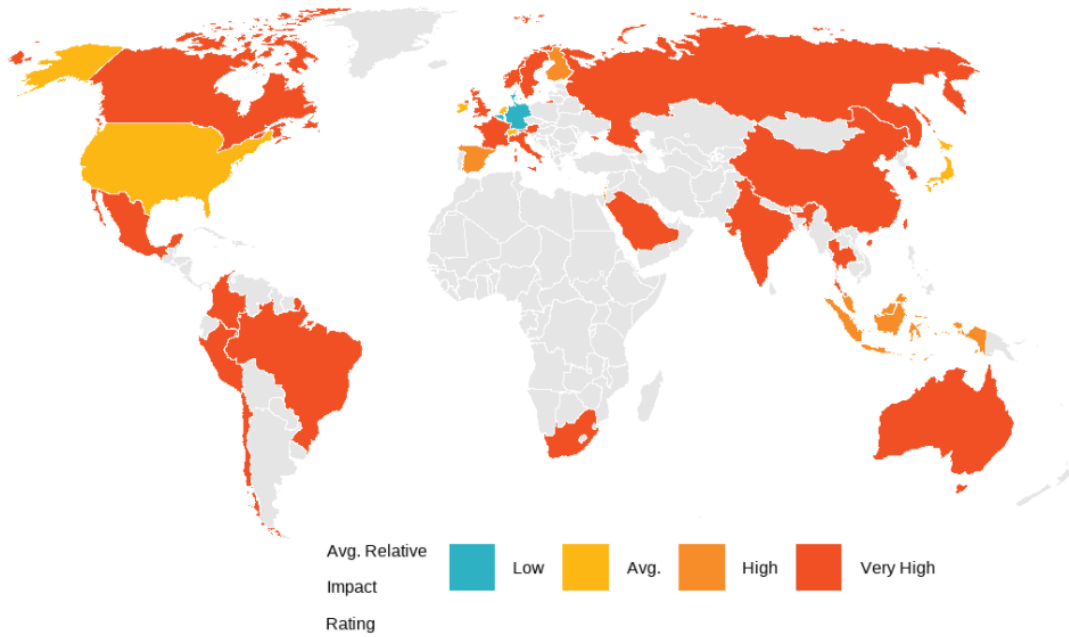 Avg. Relative
Impact
Rating
Low
Avg.
High
Very High